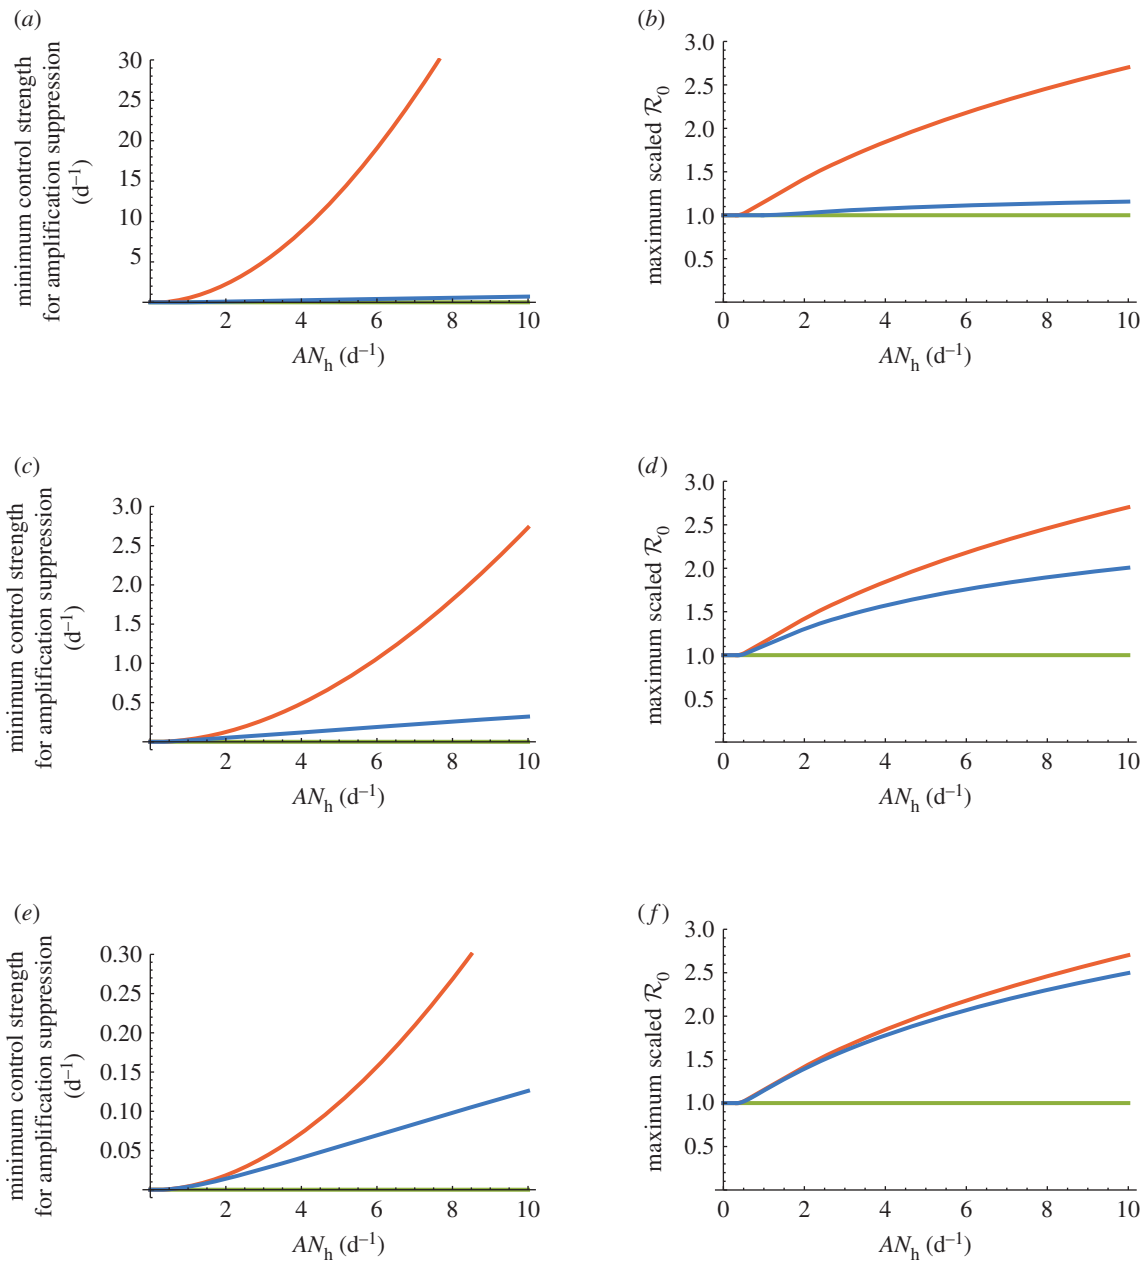 (a)
minimum control strength
for amplification suppression
(d⁻¹)
30
25
20
15
10
5
2 4 6 8 10
ANₕ (d⁻¹)
(b)
maximum scaled ℛ₀
3.0
2.5
2.0
1.5
1.0
0.5
0 2 4 6 8 10
ANₕ (d⁻¹)
(c)
minimum control strength
for amplification suppression
(d⁻¹)
3.0
2.5
2.0
1.5
1.0
0.5
2 4 6 8 10
ANₕ (d⁻¹)
(d)
maximum scaled ℛ₀
3.0
2.5
2.0
1.5
1.0
0.5
0 2 4 6 8 10
ANₕ (d⁻¹)
(e)
minimum control strength
for amplification suppression
(d⁻¹)
0.30
0.25
0.20
0.15
0.10
0.05
2 4 6 8 10
ANₕ (d⁻¹)
(f)
maximum scaled ℛ₀
3.0
2.5
2.0
1.5
1.0
0.5
0 2 4 6 8 10
ANₕ (d⁻¹)